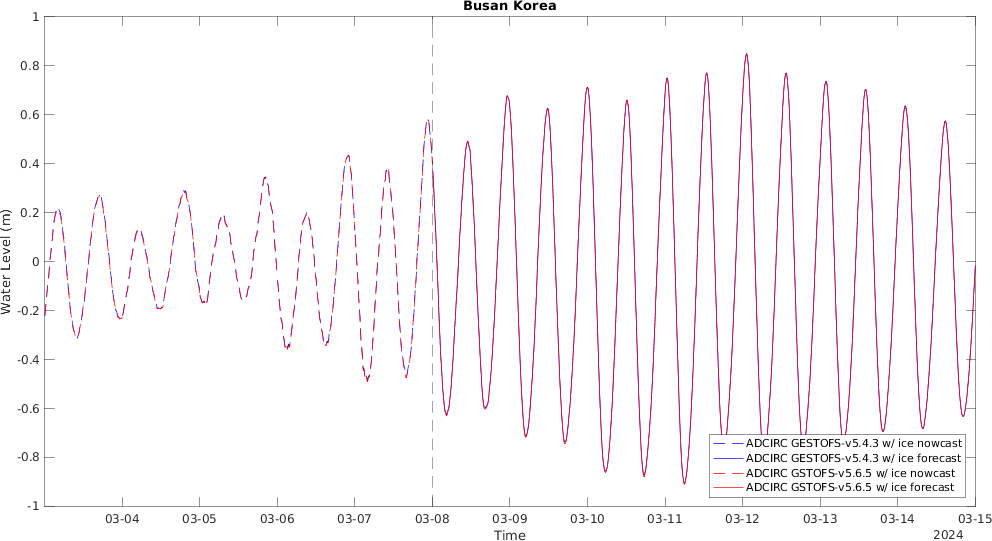 Busan Korea
Water Level (m)
1
0.8
0.6
0.4
0.2
0
-0.2
-0.4
-0.6
-0.8
-1
ADCIRC GESTOFS-v5.4.3 w/ ice nowcast
ADCIRC GESTOFS-v5.4.3 w/ ice forecast
ADCIRC GSTOFS-v5.6.5 w/ ice nowcast
ADCIRC GSTOFS-v5.6.5 w/ ice forecast
03-04 03-05 03-06 03-07 03-08 03-09 03-10 03-11 03-12 03-13 03-14 03-15
Time
2024